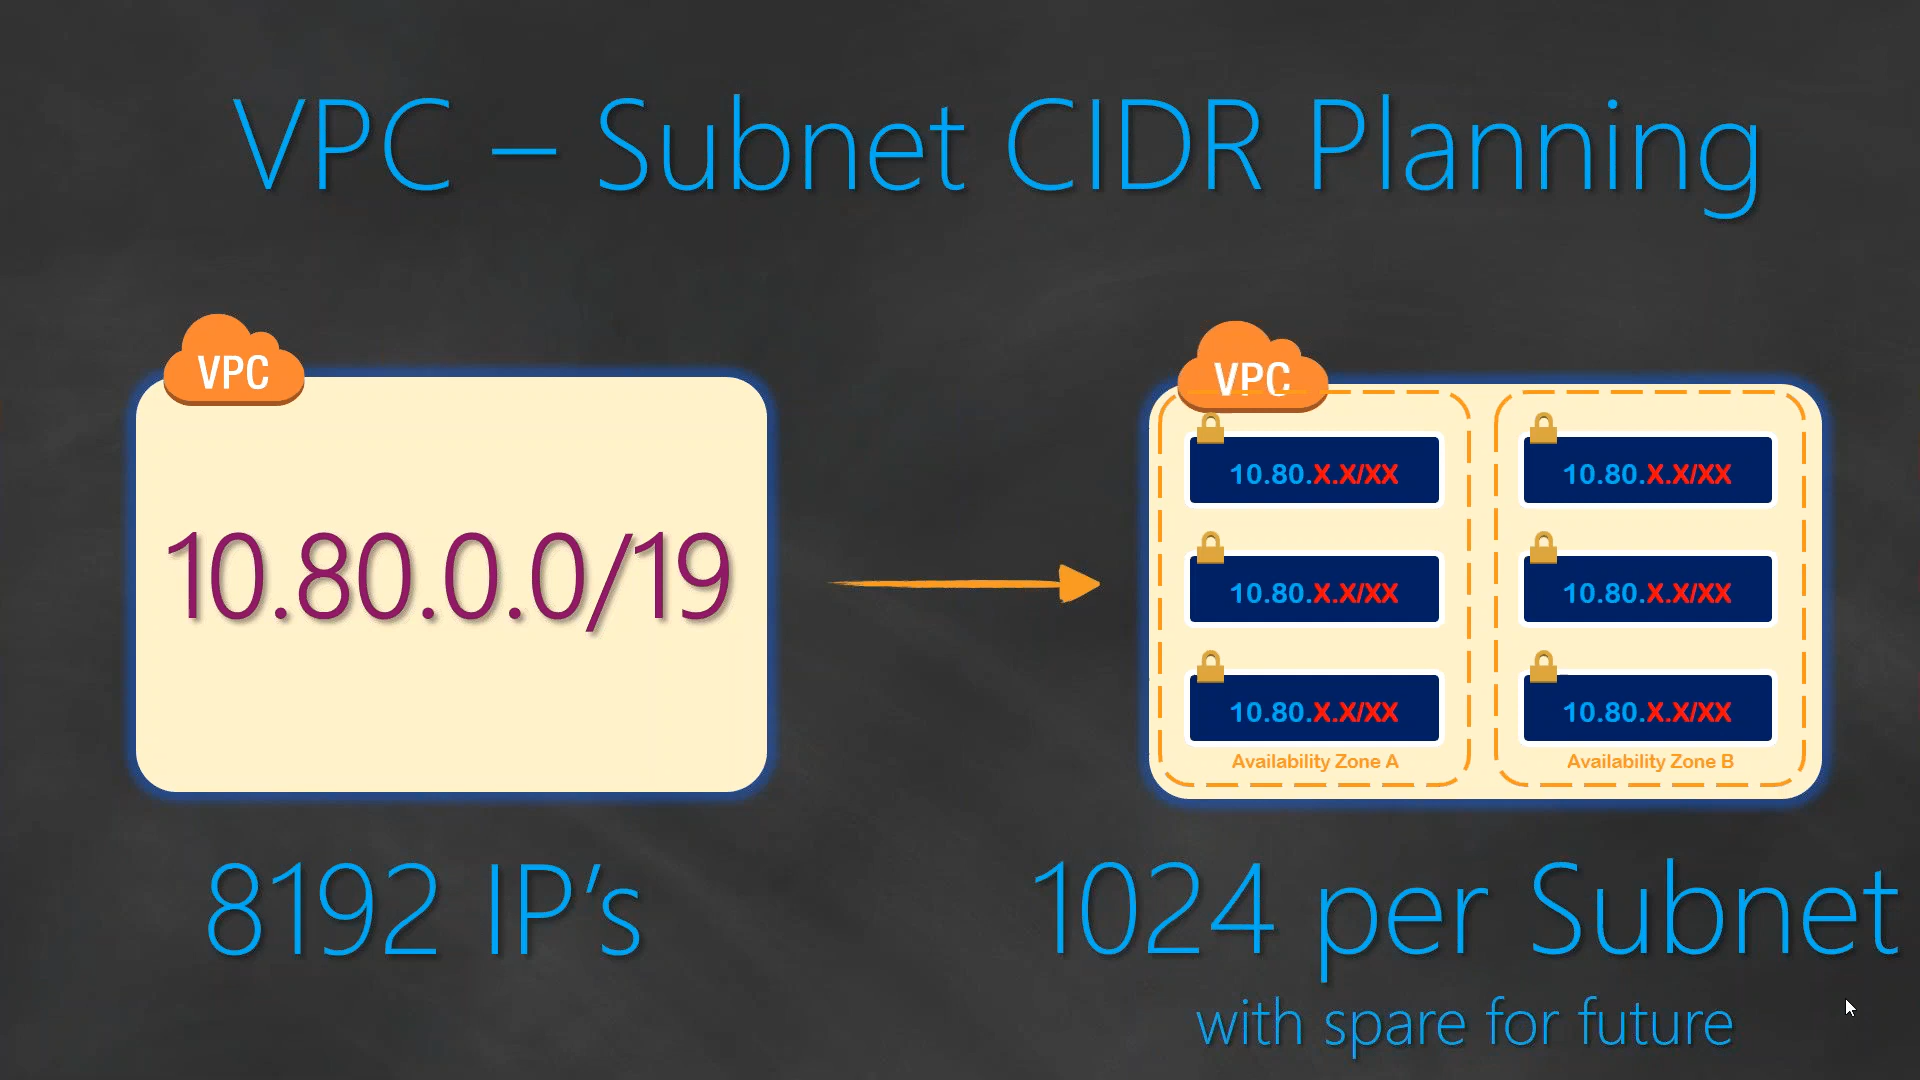 VPC – Subnet CIDR Planning
VPC
10.80.0.0/19
8192 IP’s
VPC
10.80.X.X/XX
10.80.X.X/XX
10.80.X.X/XX
Availability Zone A
10.80.X.X/XX
10.80.X.X/XX
10.80.X.X/XX
Availability Zone B
1024 per Subnet
with spare for future